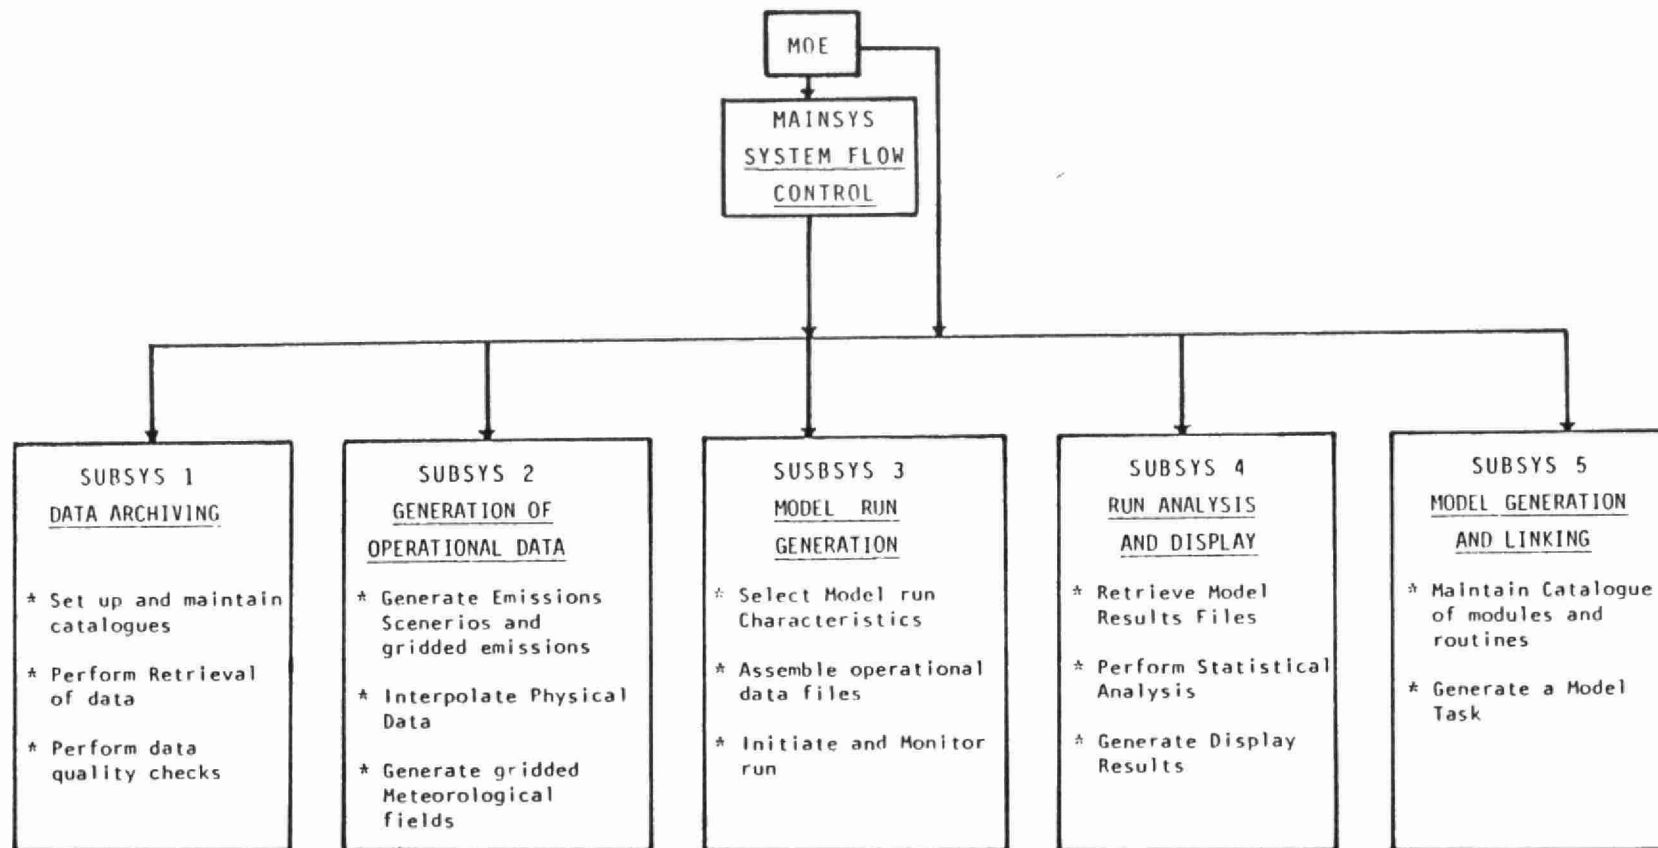 MOE
MAINSYS
SYSTEM FLOW
CONTROL
SUBSYS 1
DATA ARCHIVING
* Set up and maintain
catalogues
* Perform Retrieval
of data
* Perform data
quality checks
SUBSYS 2
GENERATION OF
OPERATIONAL DATA
* Generate Emissions
Scenerios and
gridded emissions
* Interpolate Physical
Data
* Generate gridded
Meteorological
fields
SUSBSYS 3
MODEL RUN
GENERATION
* Select Model run
Characteristics
* Assemble operational
data files
* Initiate and Monitor
run
SUBSYS 4
RUN ANALYSIS
AND DISPLAY
* Retrieve Model
Results Files
* Perform Statistical
Analysis
* Generate Display
Results
SUBSYS 5
MODEL GENERATION
AND LINKING
* Maintain Catalogue
of modules and
routines
* Generate a Model
Task